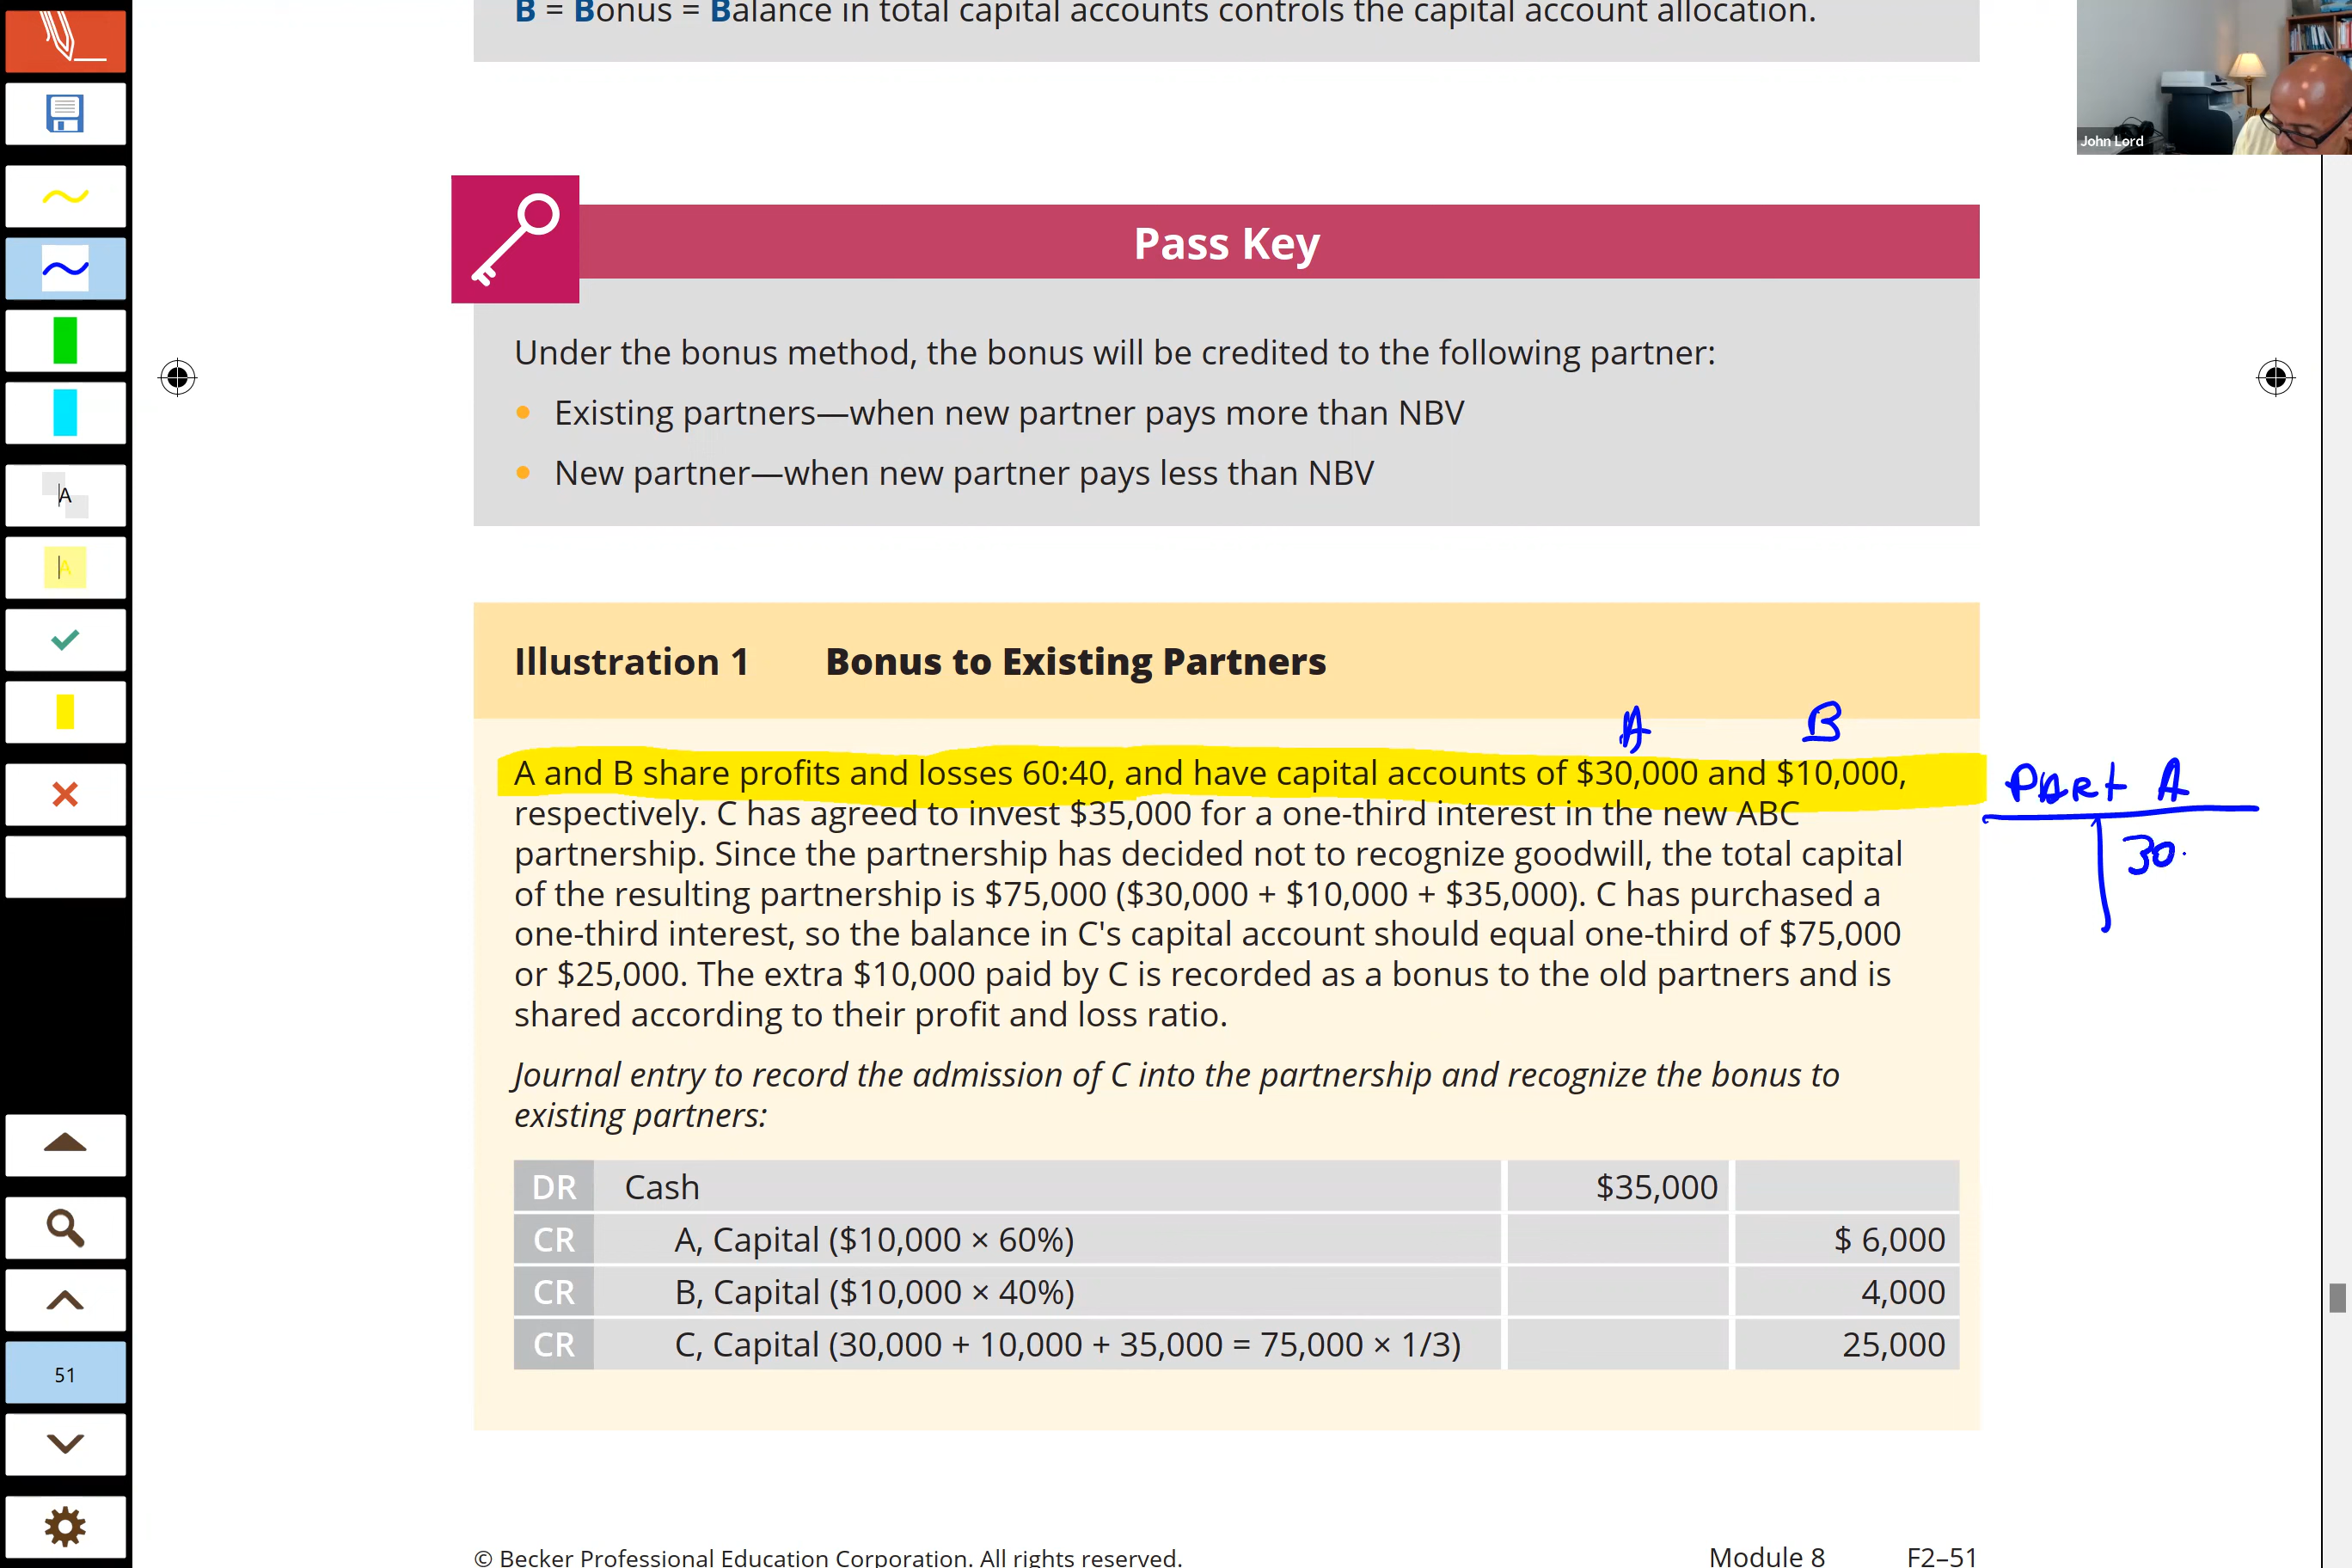 B = Bonus = Balance in total capital accounts controls the capital account allocation.
John Lord
Pass Key
Under the bonus method, the bonus will be credited to the following partner:
• Existing partners—when new partner pays more than NBV
• New partner—when new partner pays less than NBV
A
A
Illustration 1 Bonus to Existing Partners
A B
A and B share profits and losses 60:40, and have capital accounts of $30,000 and $10,000,
respectively. C has agreed to invest $35,000 for a one-third interest in the new ABC
partnership. Since the partnership has decided not to recognize goodwill, the total capital
of the resulting partnership is $75,000 ($30,000 + $10,000 + $35,000). C has purchased a
one-third interest, so the balance in C's capital account should equal one-third of $75,000
or $25,000. The extra $10,000 paid by C is recorded as a bonus to the old partners and is
shared according to their profit and loss ratio.
PArt A
30
Journal entry to record the admission of C into the partnership and recognize the bonus to
existing partners:
DR Cash $35,000
CR A, Capital ($10,000 × 60%) $ 6,000
CR B, Capital ($10,000 × 40%) 4,000
CR C, Capital (30,000 + 10,000 + 35,000 = 75,000 × 1/3) 25,000
51
© Becker Professional Education Corporation. All rights reserved. Module 8 F2–51